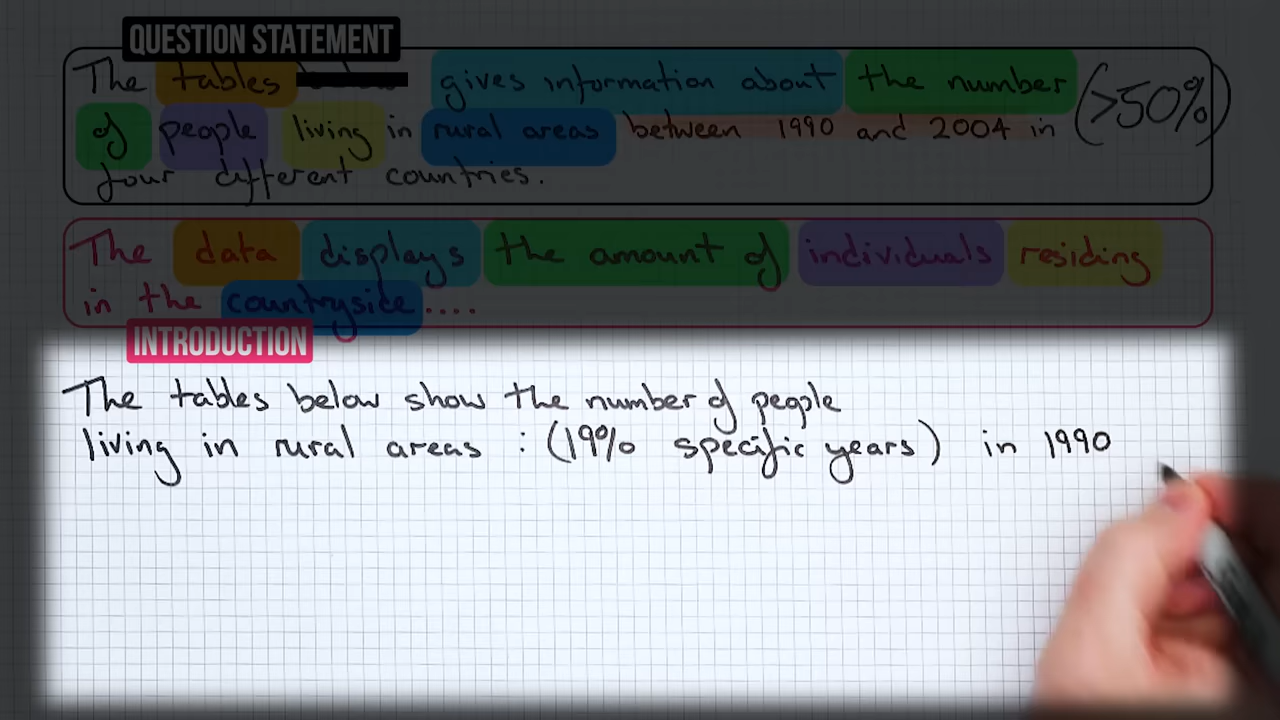 QUESTION STATEMENT
The tables gives information about the number (>50%)
of people living in rural areas between 1990 and 2004 in
four different countries.
The data displays the amount of individuals residing
in the countryside....
INTRODUCTION
The tables below show the number of people
living in rural areas : (19% specific years) in 1990